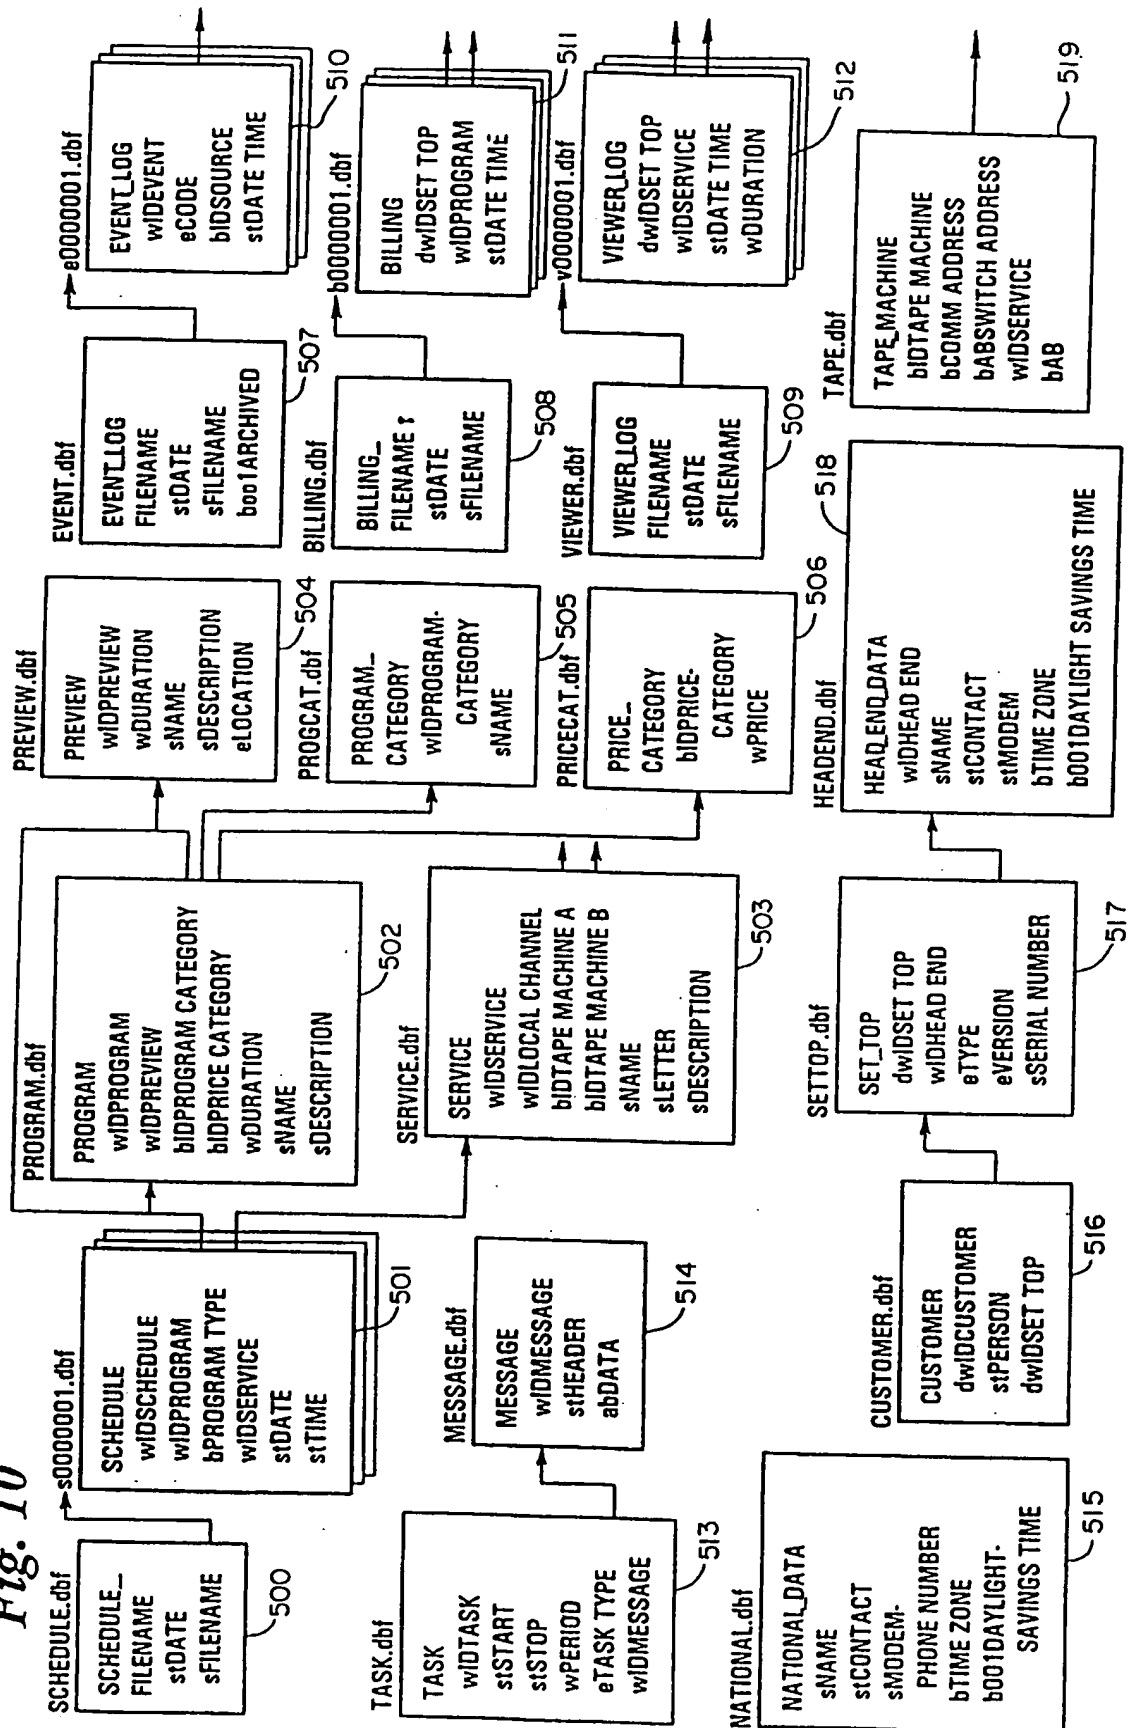 Fig. 10
SCHEDULE.dbf
SCHEDULE_
FILENAME
stDATE
sFILENAME
500
s0000001.dbf
SCHEDULE
wIDSCHEDULE
wIDPROGRAM
bPROGRAM TYPE
wIDSERVICE
stDATE
stTIME
501
PROGRAM.dbf
PROGRAM
wIDPROGRAM
wIDPREVIEW
bIDPROGRAM CATEGORY
bIDPRICE CATEGORY
wDURATION
sNAME
sDESCRIPTION
502
SERVICE.dbf
SERVICE
wIDSERVICE
wIDLOCAL CHANNEL
bIDTAPE MACHINE A
bIDTAPE MACHINE B
sNAME
sLETTER
sDESCRIPTION
503
PREVIEW.dbf
PREVIEW
wIDPREVIEW
wDURATION
sNAME
sDESCRIPTION
eLOCATION
504
PROGCAT.dbf
PROGRAM_
CATEGORY
wIDPROGRAM-
CATEGORY
sNAME
505
PRICECAT.dbf
PRICE_
CATEGORY
bIDPRICE-
CATEGORY
wPRICE
506
EVENT.dbf
EVENT_LOG
FILENAME
stDATE
sFILENAME
boo1ARCHIVED
507
BILLING.dbf
BILLING_
FILENAME
stDATE
sFILENAME
508
VIEWER.dbf
VIEWER_LOG
FILENAME
stDATE
sFILENAME
509
e0000001.dbf
EVENT_LOG
wIDEVENT
eCODE
bIDSOURCE
stDATE TIME
510
b0000001.dbf
BILLING
dwIDSET TOP
wIDPROGRAM
stDATE TIME
511
v0000001.dbf
VIEWER_LOG
dwIDSET TOP
wIDSERVICE
stDATE TIME
wDURATION
512
TASK.dbf
TASK
wIDTASK
stSTART
stSTOP
wPERIOD
eTASK TYPE
wIDMESSAGE
513
MESSAGE.dbf
MESSAGE
wIDMESSAGE
stHEADER
abDATA
514
NATIONAL.dbf
NATIONAL_DATA
sNAME
stCONTACT
sMODEM-
PHONE NUMBER
bTIME ZONE
b001DAYLIGHT-
SAVINGS TIME
515
CUSTOMER.dbf
CUSTOMER
dwIDCUSTOMER
stPERSON
dwIDSET TOP
516
SETTOP.dbf
SET_TOP
dwIDSET TOP
wIDHEAD END
eTYPE
eVERSION
sSERIAL NUMBER
517
HEADEND.dbf
HEAD_END_DATA
wIDHEAD END
sNAME
stCONTACT
stMODEM
bTIME ZONE
b001DAYLIGHT SAVINGS TIME
518
TAPE.dbf
TAPE_MACHINE
bIDTAPE MACHINE
bCOMM ADDRESS
bABSWITCH ADDRESS
wIDSERVICE
bAB
519